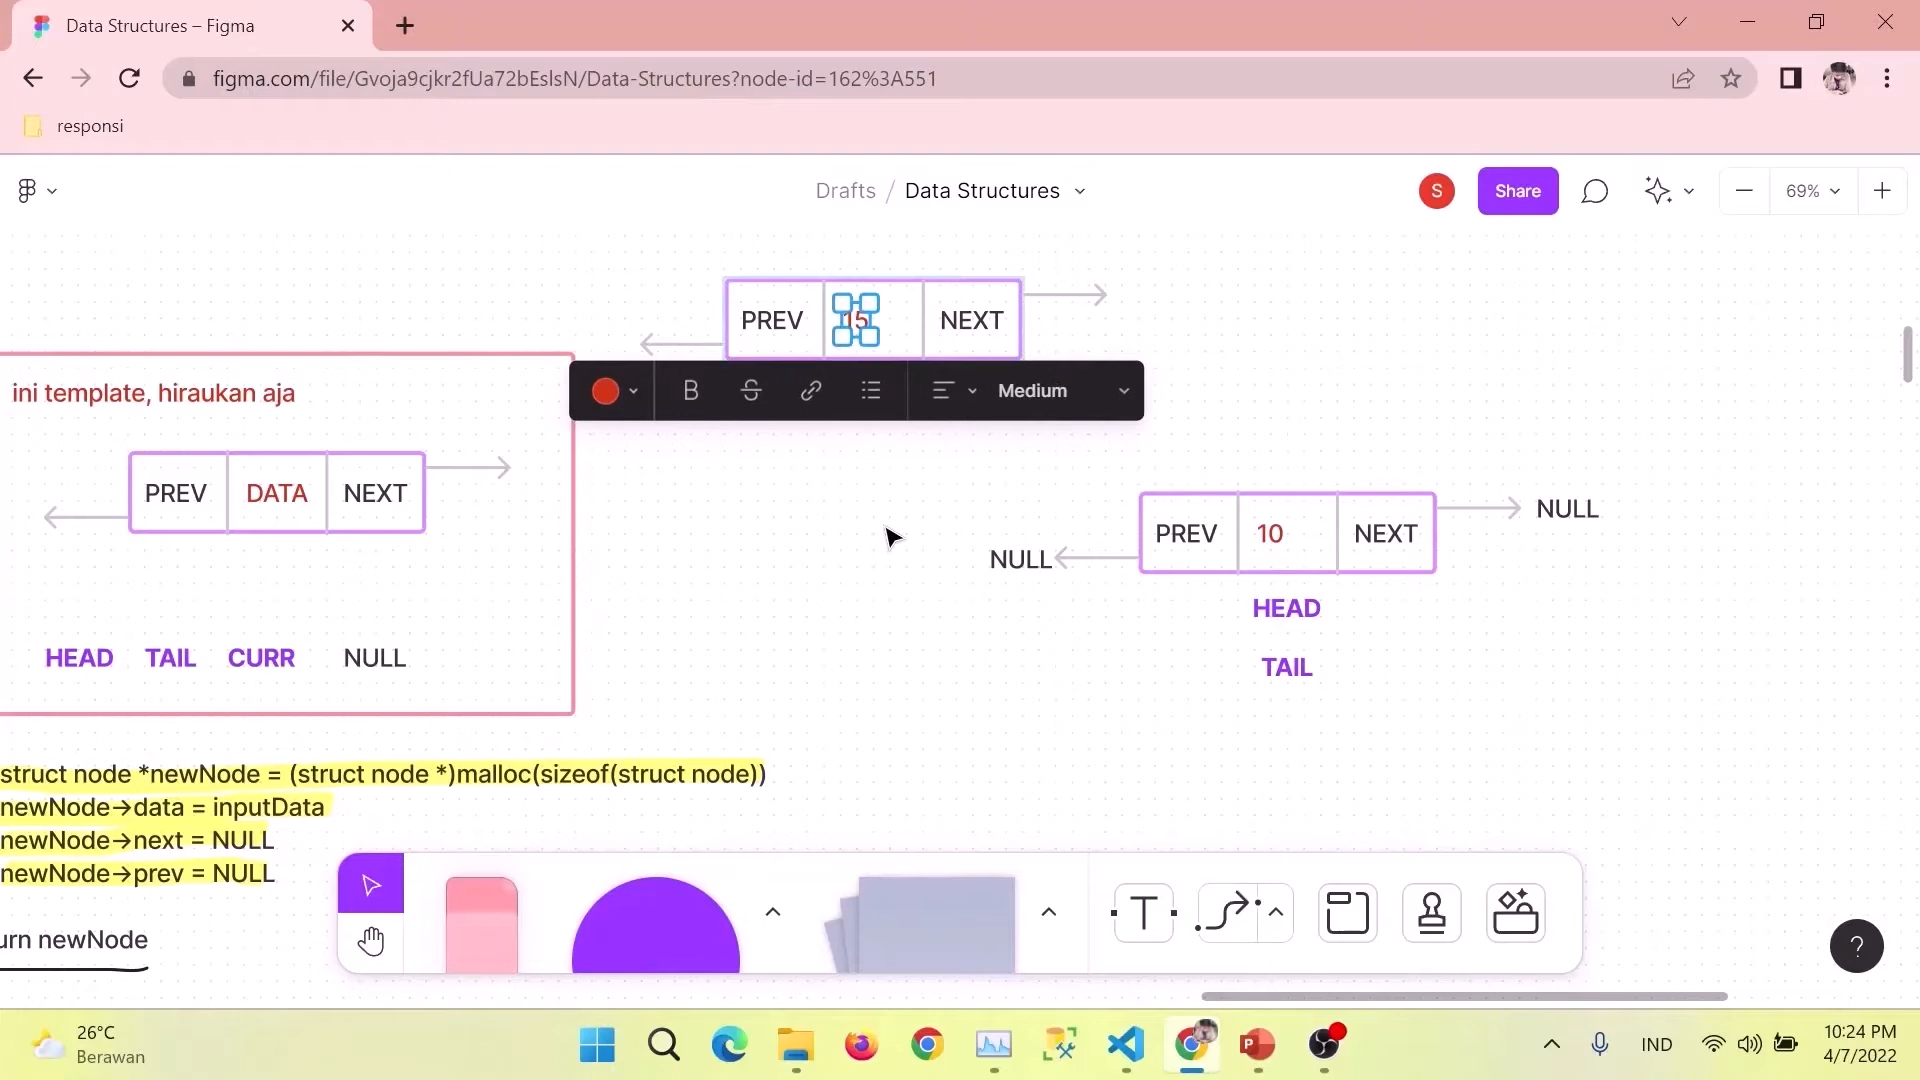 Data Structures – Figma
figma.com/file/Gvoja9cjkr2fUa72bEslsN/Data-Structures?node-id=162%3A551
responsi
Drafts / Data Structures
S
Share
69%
PREV 15 NEXT
ini template, hiraukan aja
Medium
PREV DATA NEXT
PREV 10 NEXT
NULL
NULL
HEAD
TAIL
HEAD TAIL CURR NULL
struct node *newNode = (struct node *)malloc(sizeof(struct node))
newNode→data = inputData
newNode→next = NULL
newNode→prev = NULL
urn newNode
26°C
Berawan
IND
10:24 PM
4/7/2022